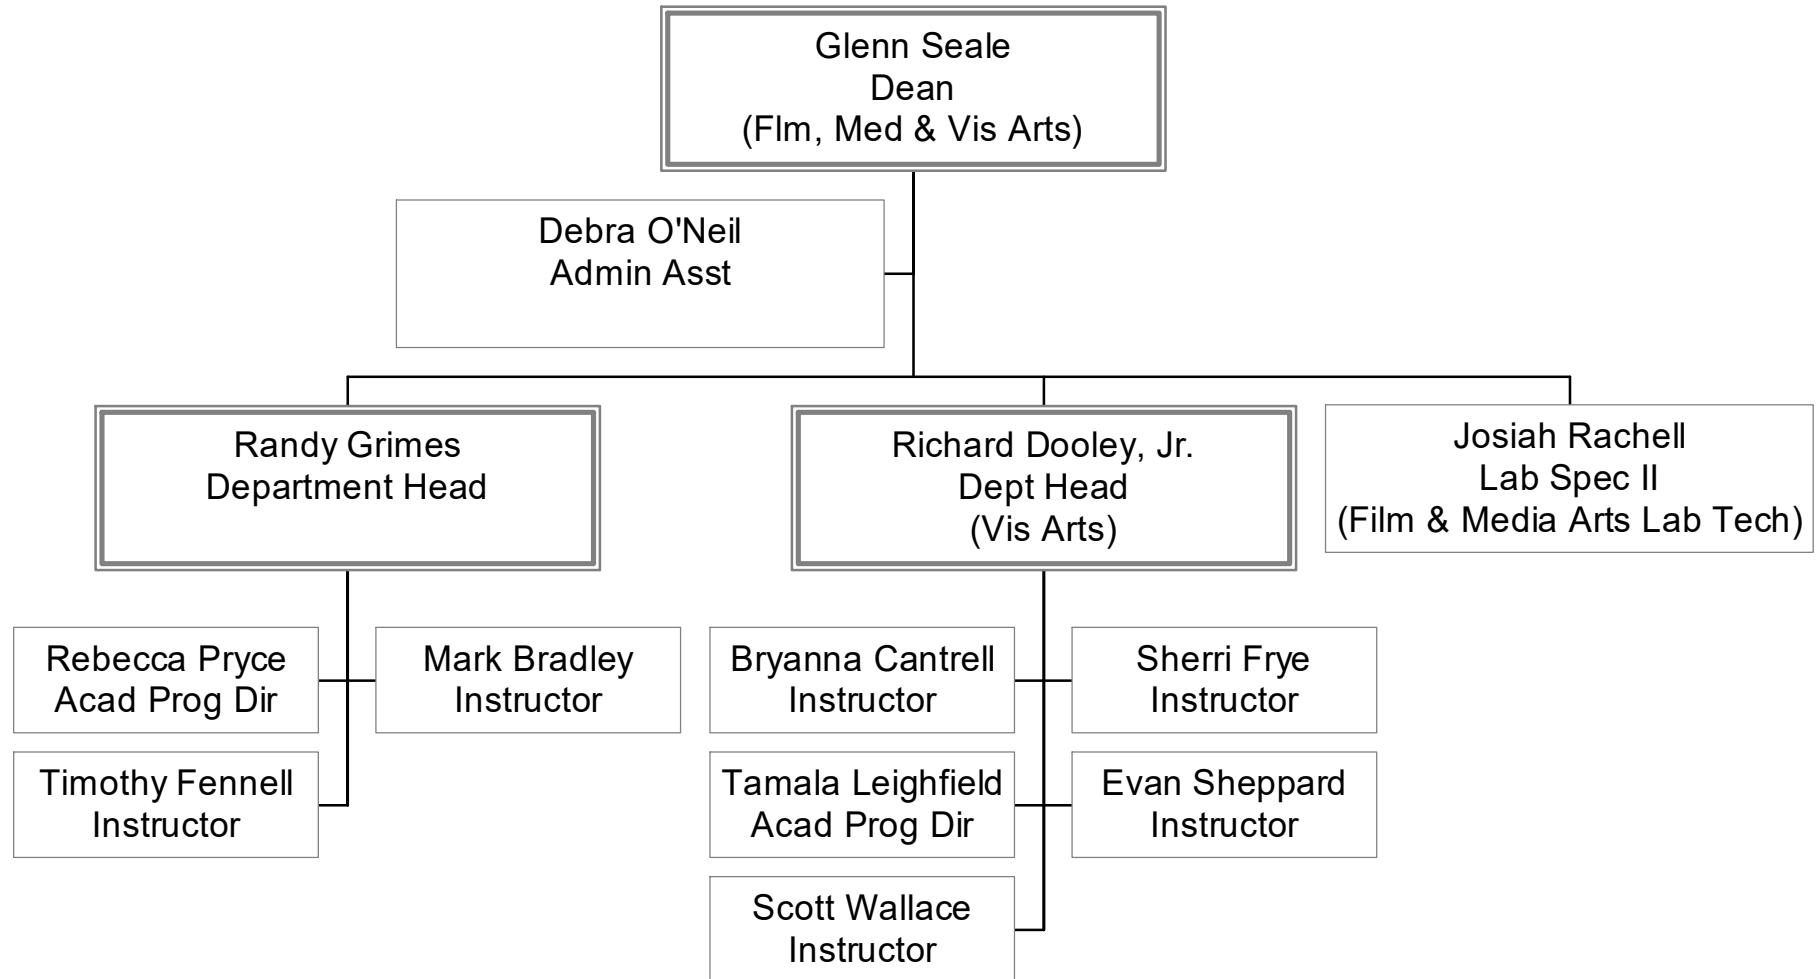 Glenn Seale
Dean
(Flm, Med & Vis Arts)
Debra O'Neil
Admin Asst
Randy Grimes
Department Head
Richard Dooley, Jr.
Dept Head
(Vis Arts)
Josiah Rachell
Lab Spec II
(Film & Media Arts Lab Tech)
Rebecca Pryce
Acad Prog Dir
Mark Bradley
Instructor
Timothy Fennell
Instructor
Bryanna Cantrell
Instructor
Sherri Frye
Instructor
Tamala Leighfield
Acad Prog Dir
Evan Sheppard
Instructor
Scott Wallace
Instructor